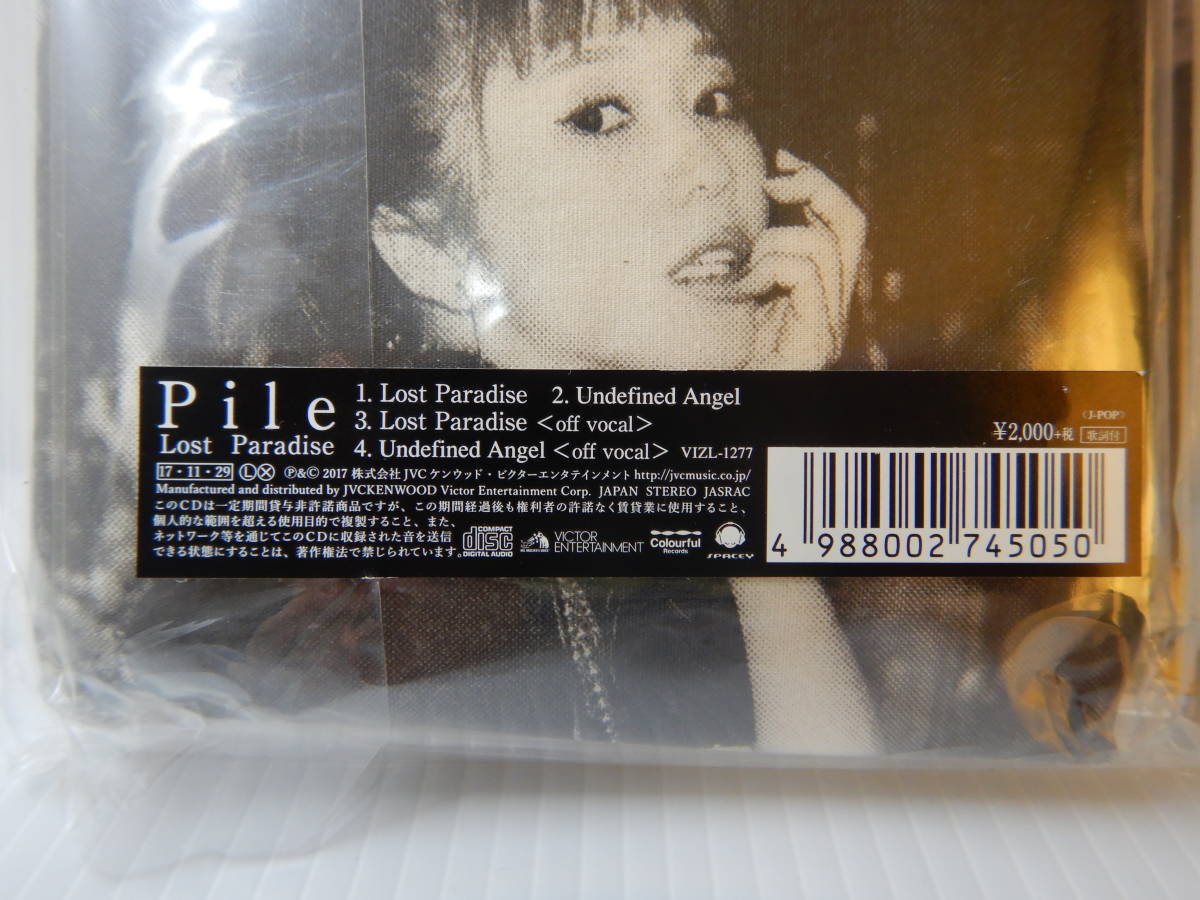 Pile
Lost Paradise
1. Lost Paradise 2. Undefined Angel
3. Lost Paradise <off vocal>
4. Undefined Angel <off vocal> VIZL-1277
17・11・29 Ⓛ Ⓧ ℗&© 2017 株式会社JVCケンウッド・ビクターエンタテインメント http://jvcmusic.co.jp/
Manufactured and distributed by JVCKENWOOD Victor Entertainment Corp. JAPAN STEREO JASRAC
このCDは一定期間貸与非許諾商品ですが、この期間経過後も権利者の許諾なく賃貸業に使用すること、
個人的な範囲を超える使用目的で複製すること、また、
ネットワーク等を通じてこのCDに収録された音を送信
できる状態にすることは、著作権法で禁じられています。
COMPACT
disc
DIGITAL AUDIO
VICTOR
ENTERTAINMENT
Colourful
Records
SPACEY
《J-POP》
¥2,000+税 歌詞付
4 988002 745050